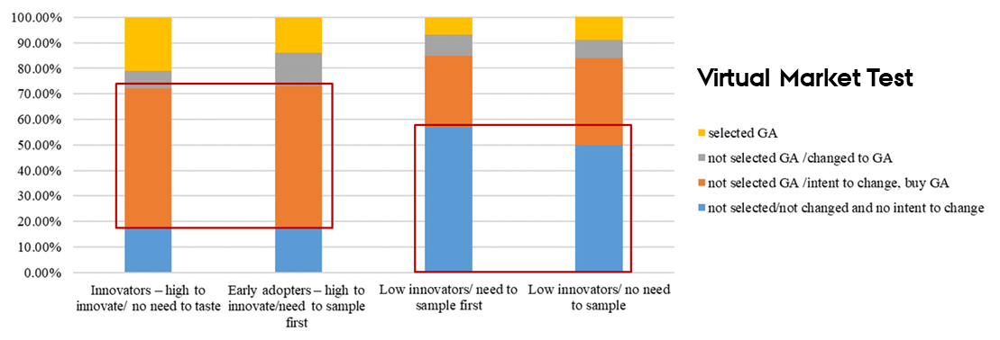 100.00%
90.00%
80.00%
70.00%
60.00%
50.00%
40.00%
30.00%
20.00%
10.00%
0.00%
Innovators – high to
innovate/ no need to taste
Early adopters – high to
innovate/need to sample
first
Low innovators/ need to
sample first
Low innovators/ no need
to sample
Virtual Market Test
selected GA
not selected GA /changed to GA
not selected GA /intent to change, buy GA
not selected/not changed and no intent to change